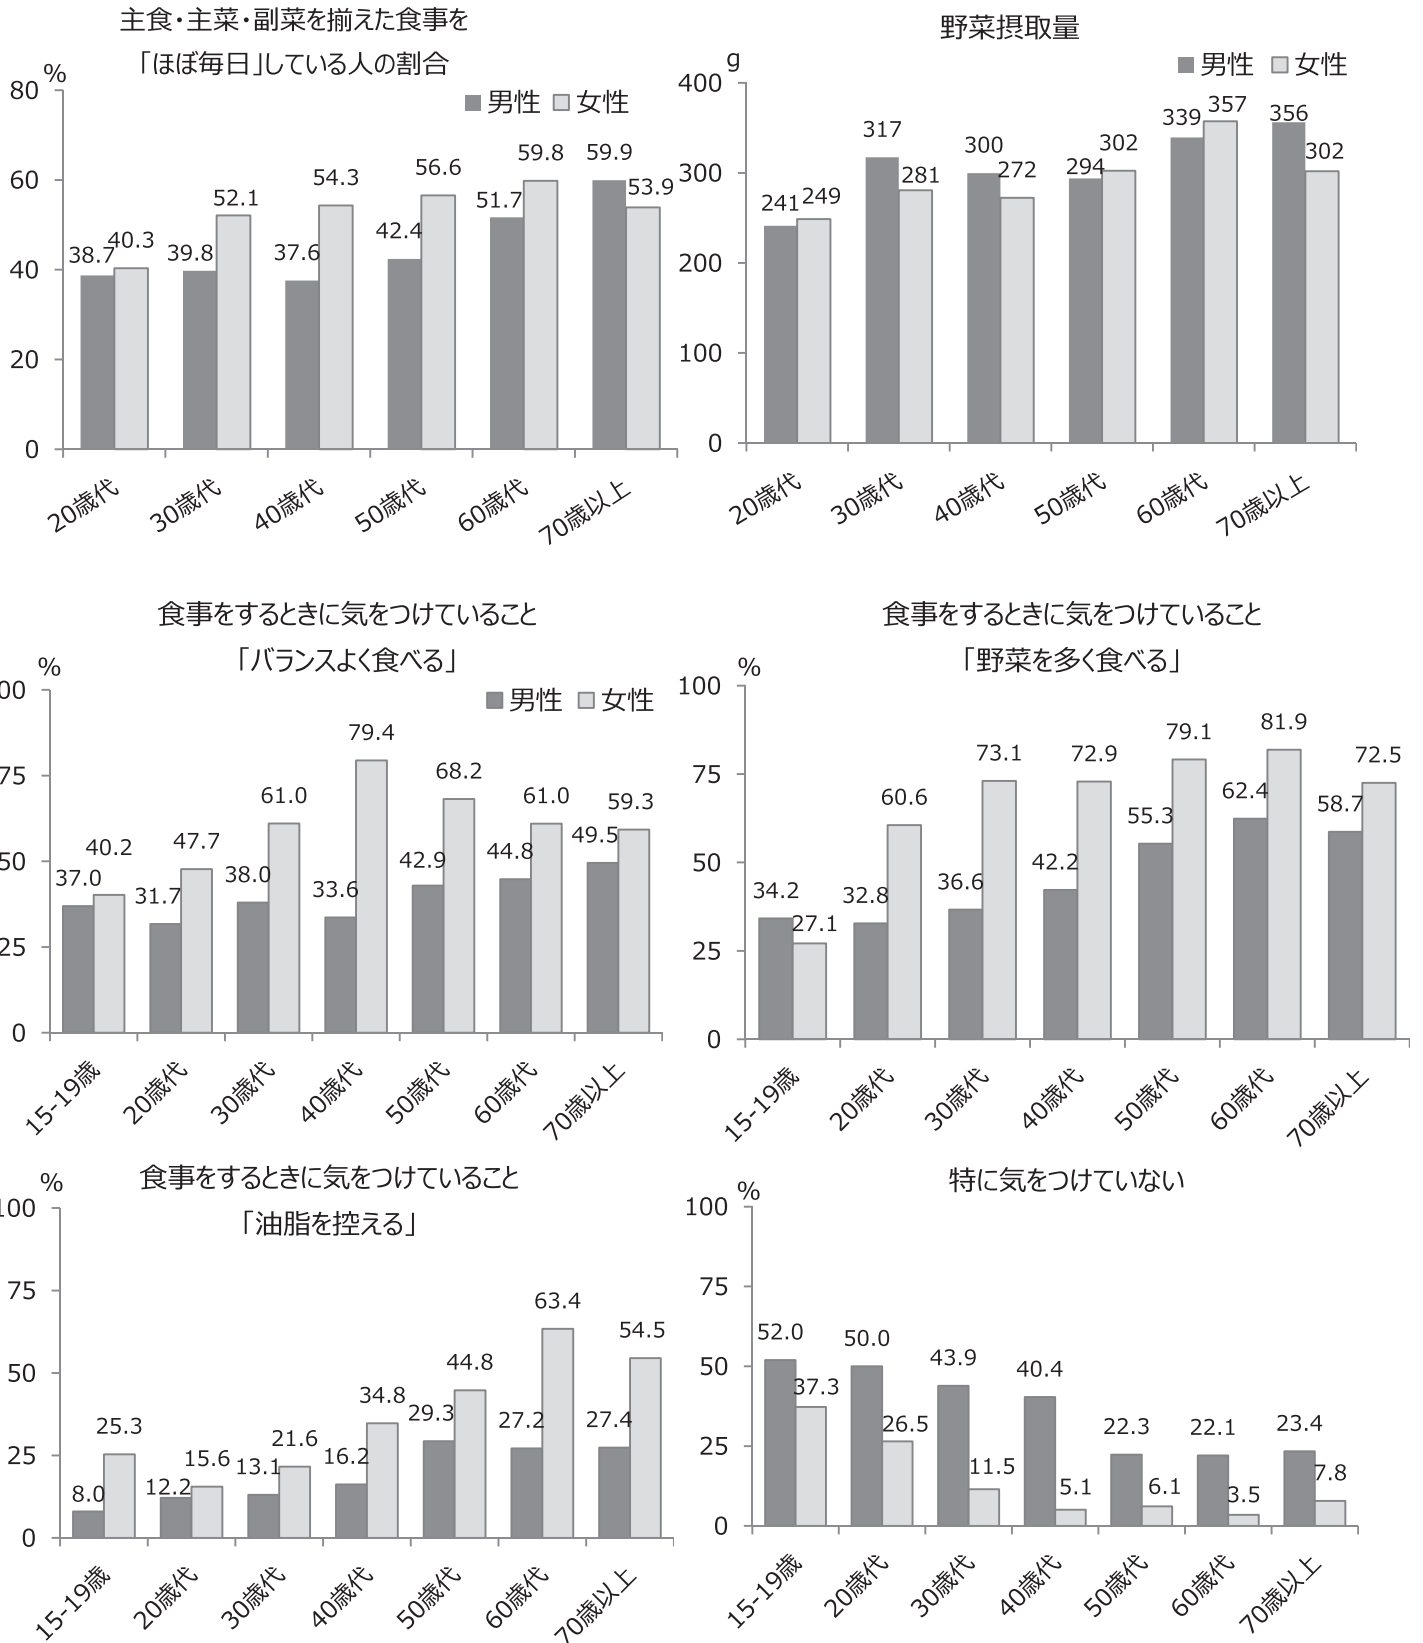 主食・主菜・副菜を揃えた食事を
「ほぼ毎日」している人の割合
%
男性 女性
80
60
40
20
0
38.7 40.3 39.8 52.1 37.6 54.3 42.4 56.6 51.7 59.8 59.9 53.9
20歳代 30歳代 40歳代 50歳代 60歳代 70歳以上
野菜摂取量
g
男性 女性
400
300
200
100
0
241 249 317 281 300 272 294 302 339 357 356 302
20歳代 30歳代 40歳代 50歳代 60歳代 70歳以上
食事をするときに気をつけていること
「バランスよく食べる」
%
男性 女性
00
75
50
25
0
37.0 40.2 31.7 47.7 38.0 61.0 33.6 79.4 42.9 68.2 44.8 61.0 49.5 59.3
15-19歳 20歳代 30歳代 40歳代 50歳代 60歳代 70歳以上
食事をするときに気をつけていること
「野菜を多く食べる」
%
100
75
50
25
0
34.2 27.1 32.8 60.6 36.6 73.1 42.2 72.9 55.3 79.1 62.4 81.9 58.7 72.5
15-19歳 20歳代 30歳代 40歳代 50歳代 60歳代 70歳以上
食事をするときに気をつけていること
「油脂を控える」
%
100
75
50
25
0
8.0 25.3 12.2 15.6 13.1 21.6 16.2 34.8 29.3 44.8 27.2 63.4 27.4 54.5
15-19歳 20歳代 30歳代 40歳代 50歳代 60歳代 70歳以上
特に気をつけていない
%
100
75
50
25
0
52.0 37.3 50.0 26.5 43.9 11.5 40.4 5.1 22.3 6.1 22.1 3.5 23.4 7.8
15-19歳 20歳代 30歳代 40歳代 50歳代 60歳代 70歳以上